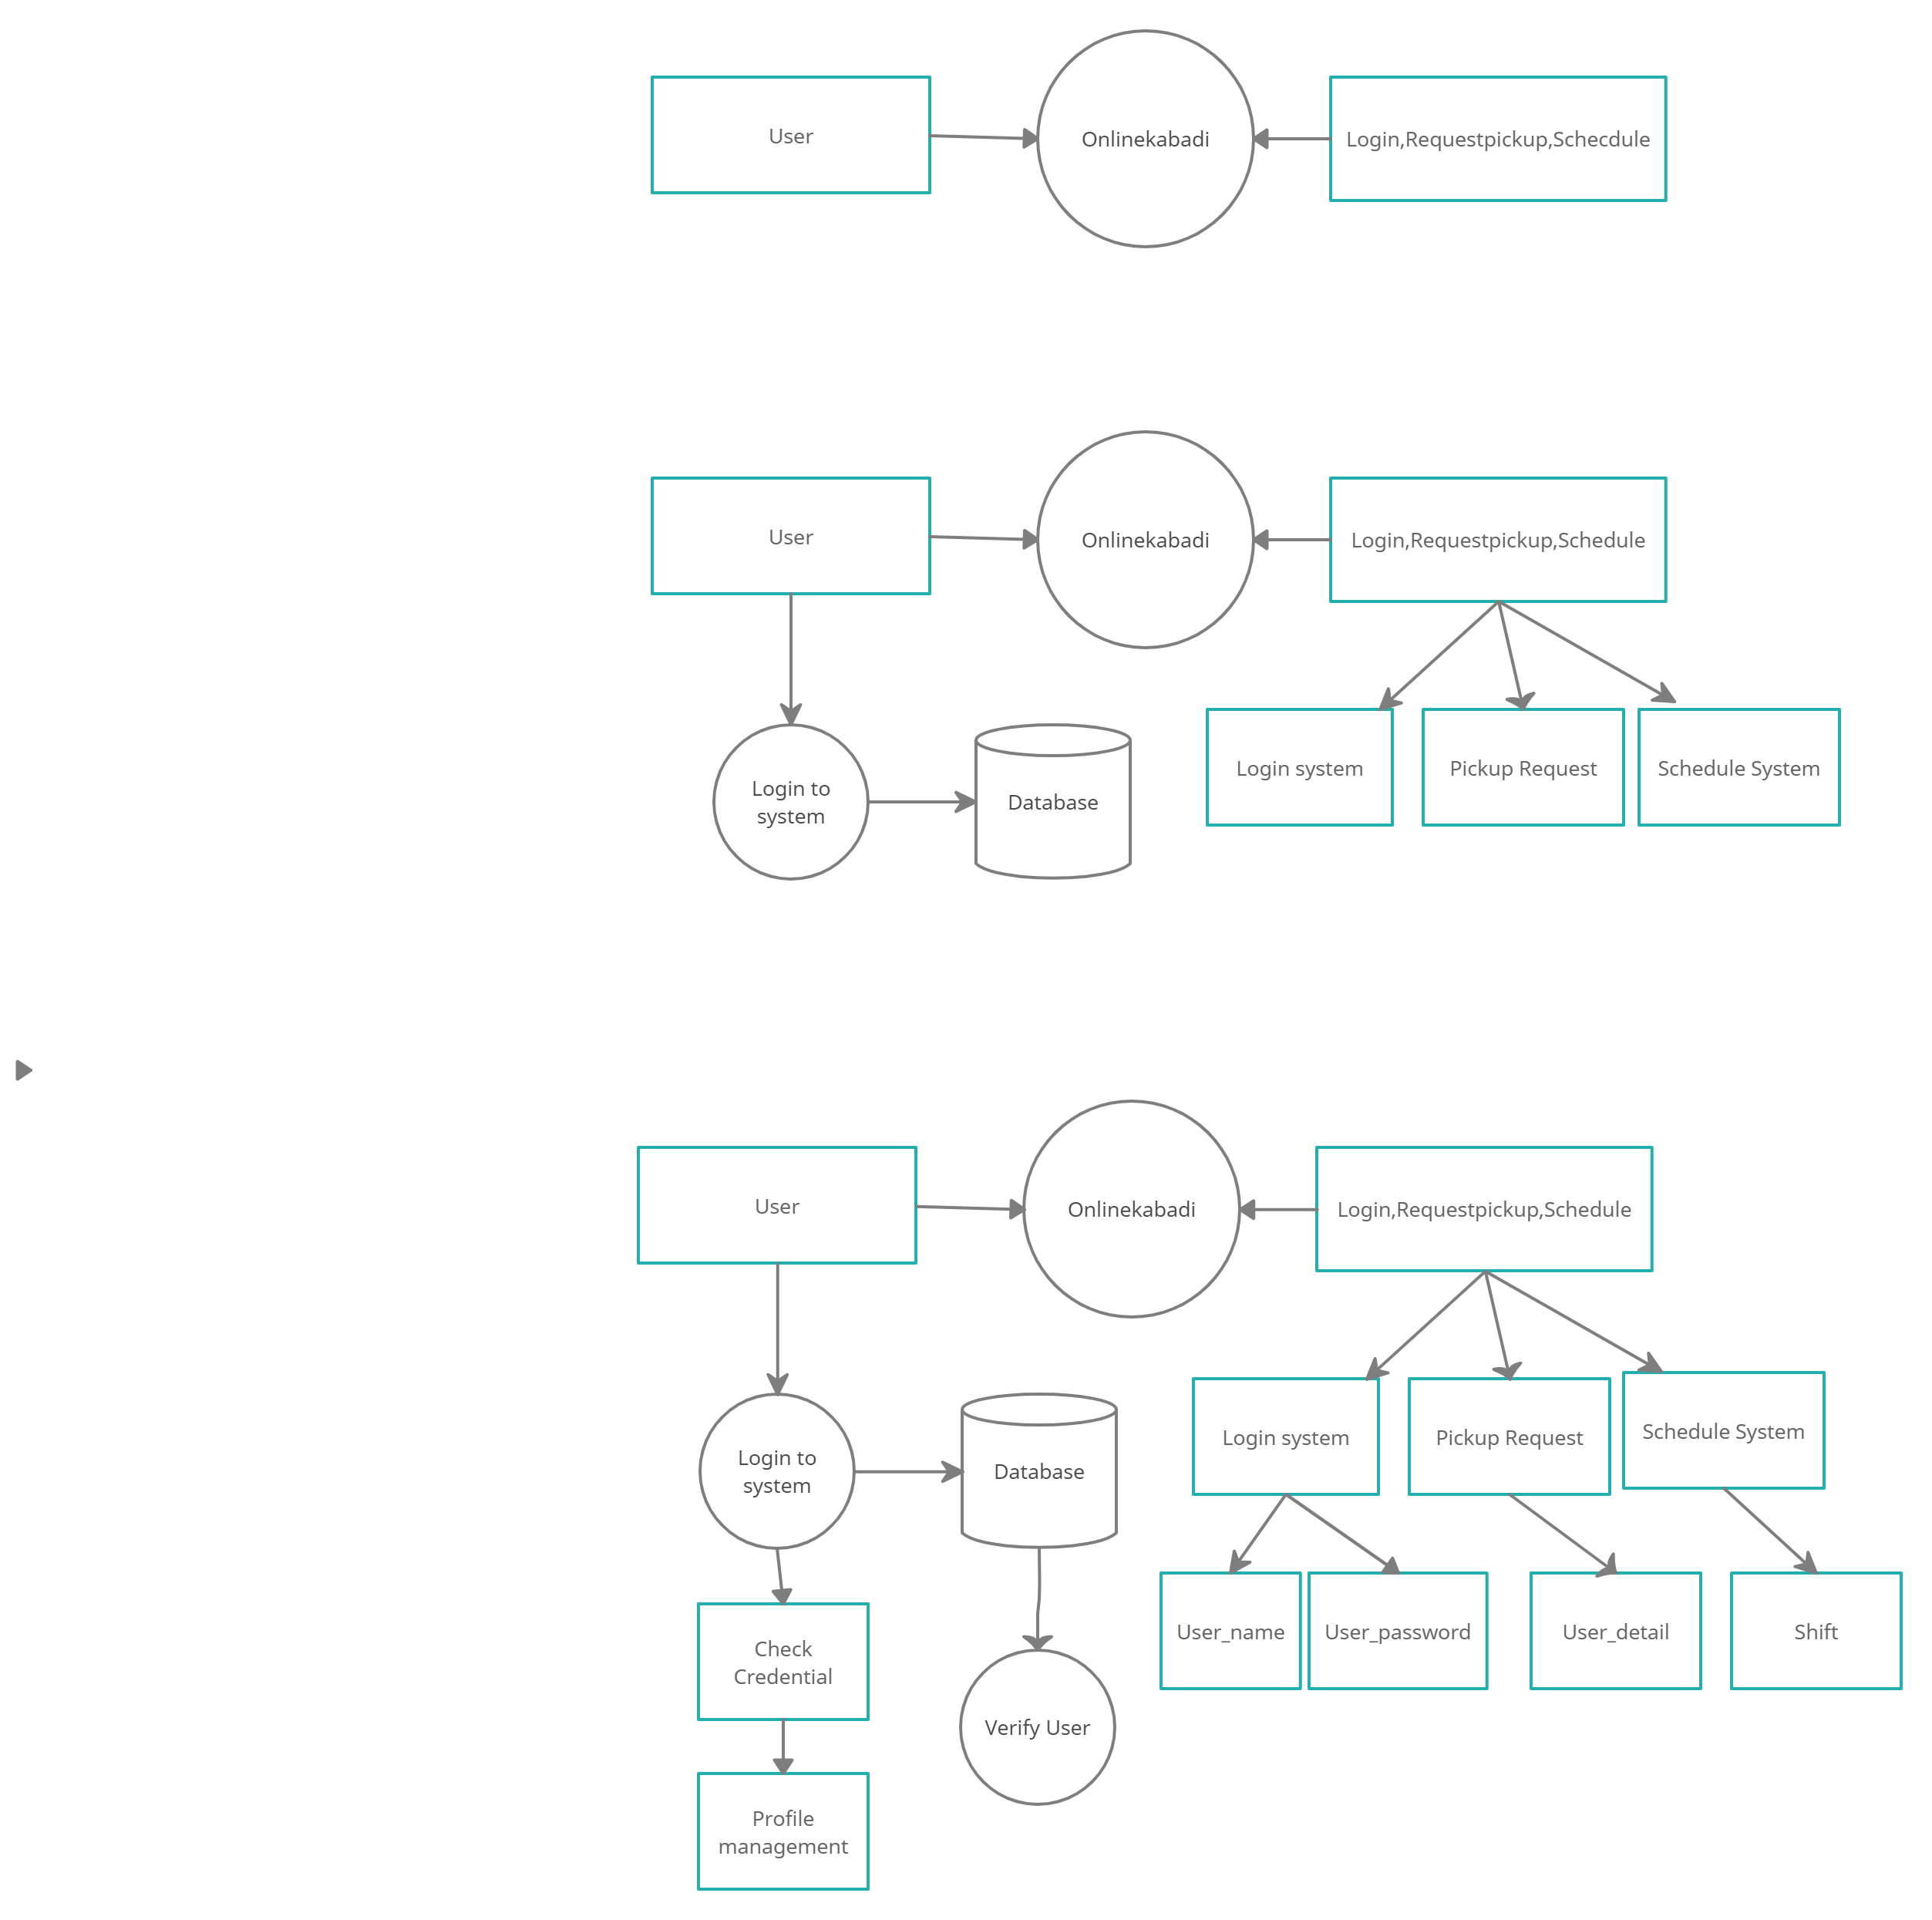 User
Onlinekabadi
Login,Requestpickup,Schecdule
User
Onlinekabadi
Login,Requestpickup,Schedule
Login to
system
Database
Login system
Pickup Request
Schedule System
User
Onlinekabadi
Login,Requestpickup,Schedule
Login to
system
Database
Login system
Pickup Request
Schedule System
Check
Credential
Verify User
User_name
User_password
User_detail
Shift
Profile
management